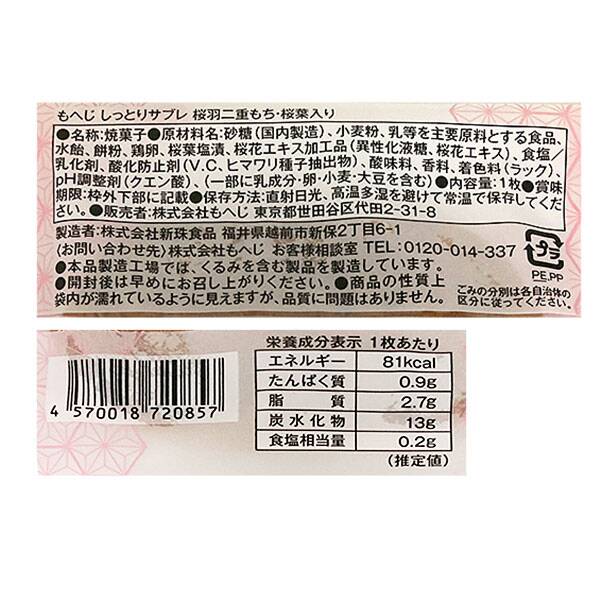 もへじ しっとりサブレ 桜羽二重もち・桜葉入り
●名称:焼菓子●原材料名:砂糖(国内製造)、小麦粉、乳等を主要原料とする食品、
水飴、餅粉、鶏卵、桜葉塩漬、桜花エキス加工品(異性化液糖、桜花エキス)、食塩/
乳化剤、酸化防止剤(V.C、ヒマワリ種子抽出物)、酸味料、香料、着色料(ラック)、
pH調整剤(クエン酸)、(一部に乳成分・卵・小麦・大豆を含む)●内容量:1枚●賞味
期限:枠外下部に記載●保存方法:直射日光、高温多湿を避けて常温で保存してくだ
さい。●販売者:株式会社もへじ 東京都世田谷区代田2-31-8
製造者:株式会社新珠食品 福井県越前市新保2丁目6-1
〈お問い合わせ先〉株式会社もへじ お客様相談室 TEL:0120-014-337
●本品製造工場では、くるみを含む製品を製造しています。
●開封後は早めにお召し上がりください。 ●商品の性質上
袋内が濡れているように見えますが、品質に問題はありません。
プラ
PE,PP
ごみの分別は各自治体の
区分に従ってください。
4 570018 720857
栄養成分表示 1枚あたり
エネルギー 81kcal
たんぱく質 0.9g
脂 質 2.7g
炭水化物 13g
食塩相当量 0.2g
(推定値)